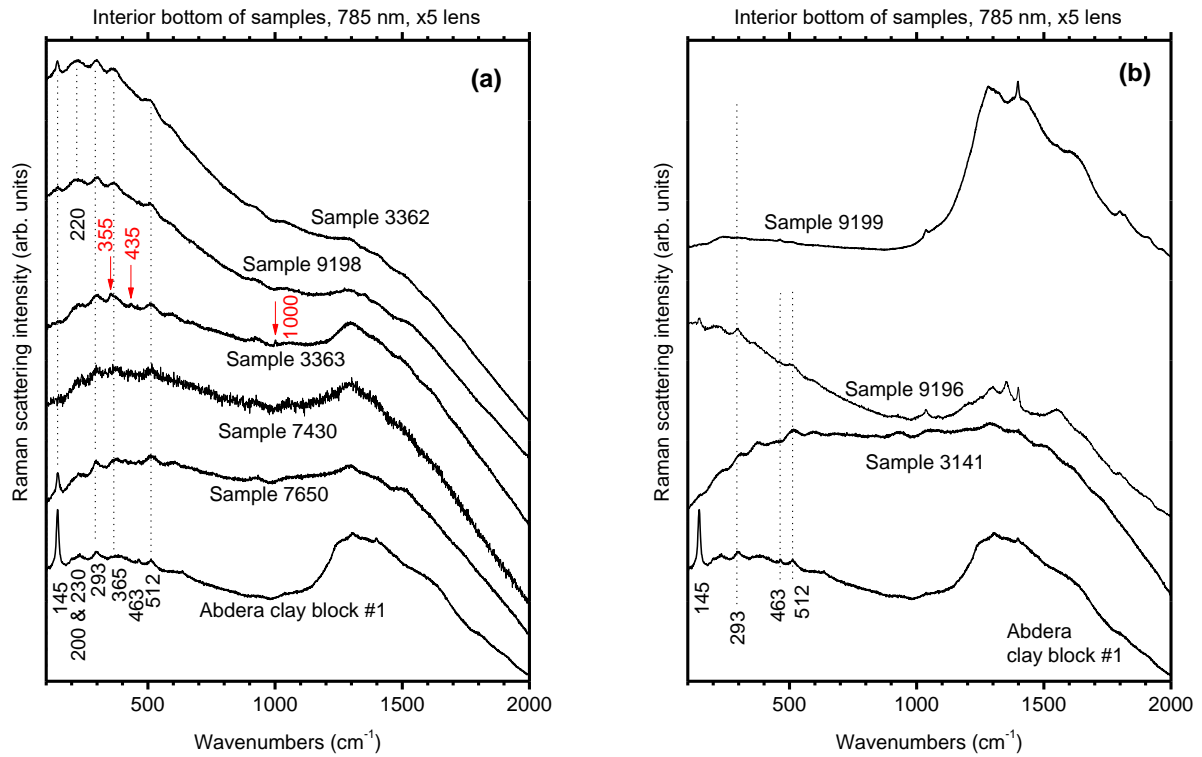 Interior bottom of samples, 785 nm, x5 lens
(a)
Raman scattering intensity (arb. units)
220
355
435
1000
Sample 3362
Sample 9198
Sample 3363
Sample 7430
Sample 7650
Abdera clay block #1
145
200 & 230
293
365
463
512
500
1000
1500
2000
Wavenumbers (cm⁻¹)
Interior bottom of samples, 785 nm, x5 lens
(b)
Raman scattering intensity (arb. units)
Sample 9199
Sample 9196
Sample 3141
145
293
463
512
Abdera
clay block #1
500
1000
1500
2000
Wavenumbers (cm⁻¹)